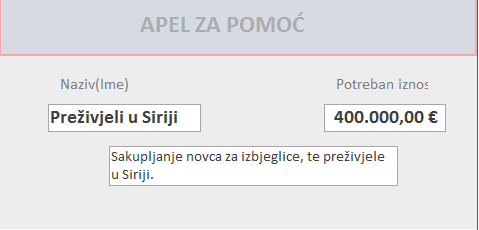 APEL ZA POMOĆ
Naziv(Ime)
Potreban iznos
Preživjeli u Siriji
400.000,00 €
Sakupljanje novca za izbjeglice, te preživjele
u Siriji.